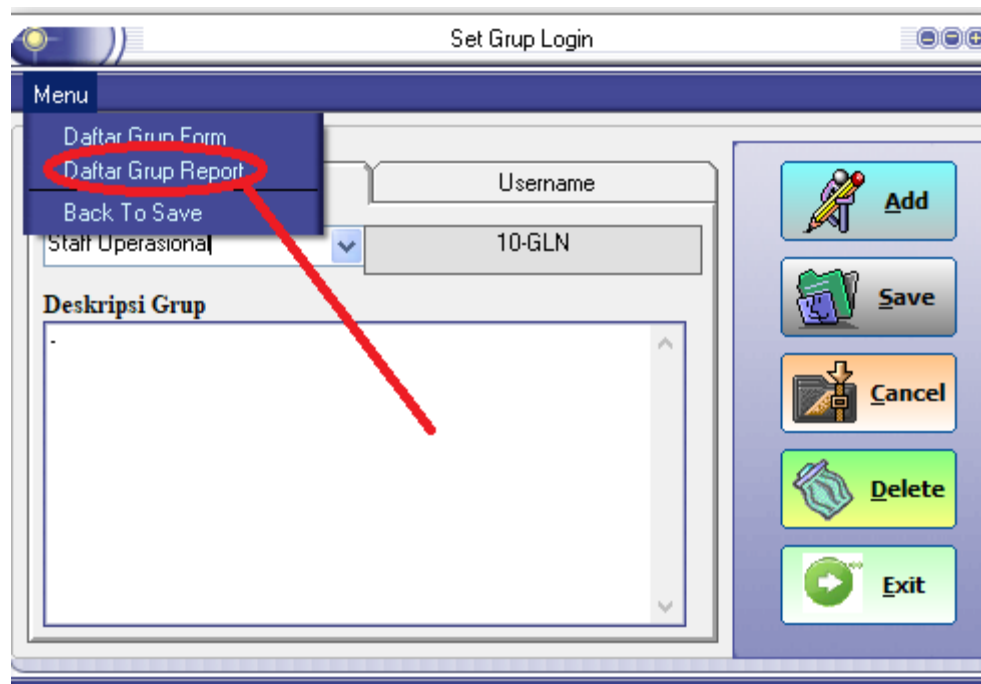 Set Grup Login
Menu
Daftar Grup Form
Daftar Grup Report
Back To Save
Username
Staff Operasional
10-GLN
Deskripsi Grup
-
Add
Save
Cancel
Delete
Exit